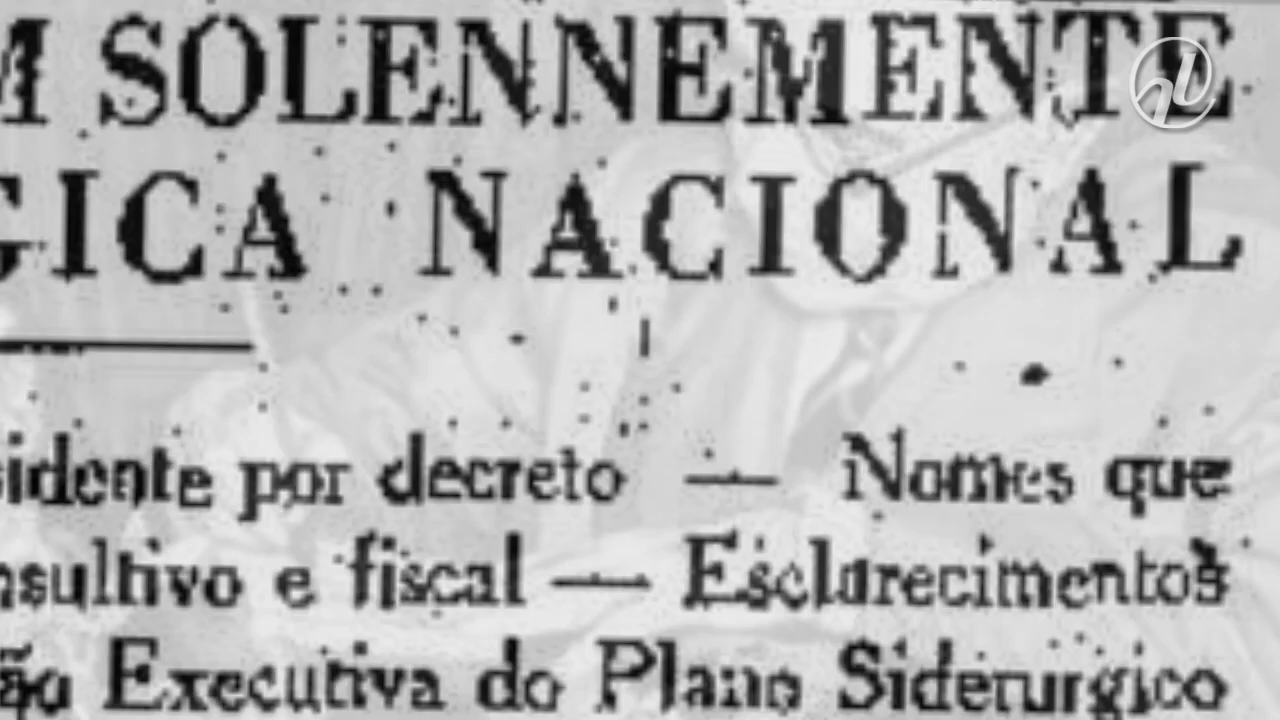 M SOLENNEMENTE
GICA NACIONAL
sidente por decreto — Nomes que
nsultivo e fiscal — Esclarecimentos
ão Executiva do Plano Siderurgico